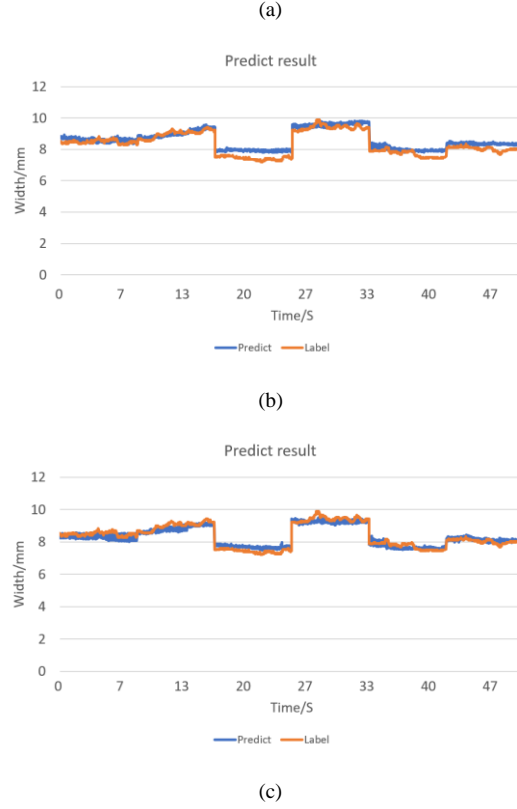 (a)
Predict result
12
10
8
6
4
2
0
Width/mm
0 7 13 20 27 33 40 47
Time/S
Predict Label
(b)
Predict result
12
10
8
6
4
2
0
Width/mm
0 7 13 20 27 33 40 47
Time/S
Predict Label
(c)